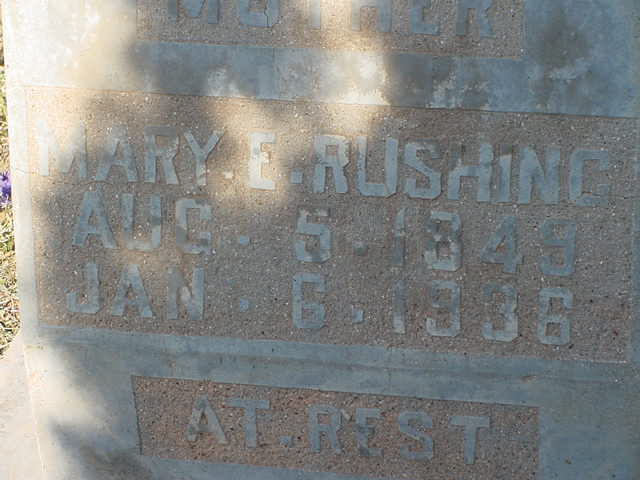 MOTHER
MARY. E. RUSHING
AUG. 5. 1849
JAN. 6. 1936
AT. REST